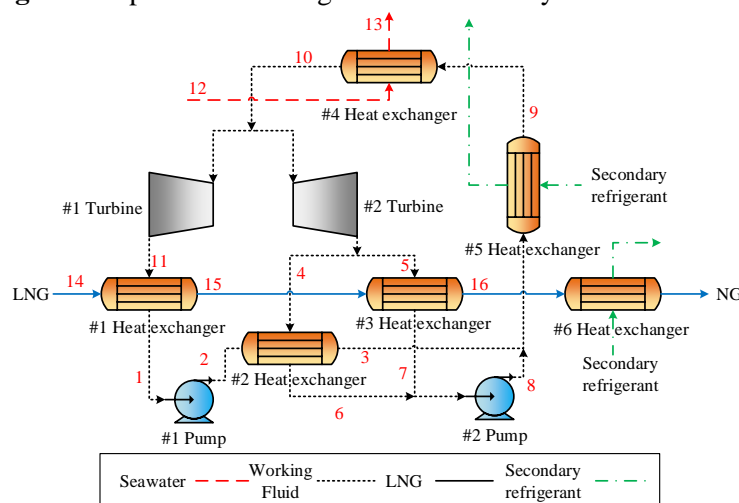 13
10
12
#4 Heat exchanger
9
Secondary
refrigerant
#1 Turbine
#2 Turbine
#5 Heat exchanger
11
4
5
14
15
16
LNG
NG
#1 Heat exchanger
#3 Heat exchanger
#6 Heat exchanger
2
3
1
#2 Heat exchanger
7
8
Secondary
refrigerant
6
#1 Pump
#2 Pump
Seawater
Working
Fluid
LNG
Secondary
refrigerant